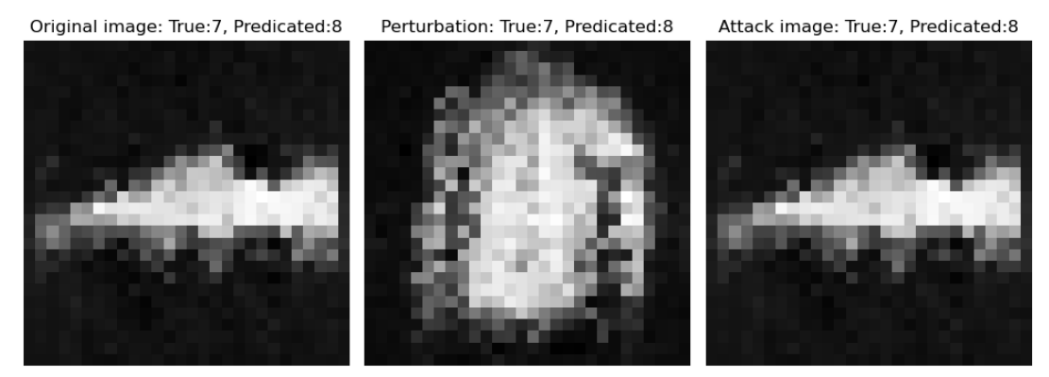 Original image: True:7, Predicated:8
Perturbation: True:7, Predicated:8
Attack image: True:7, Predicated:8